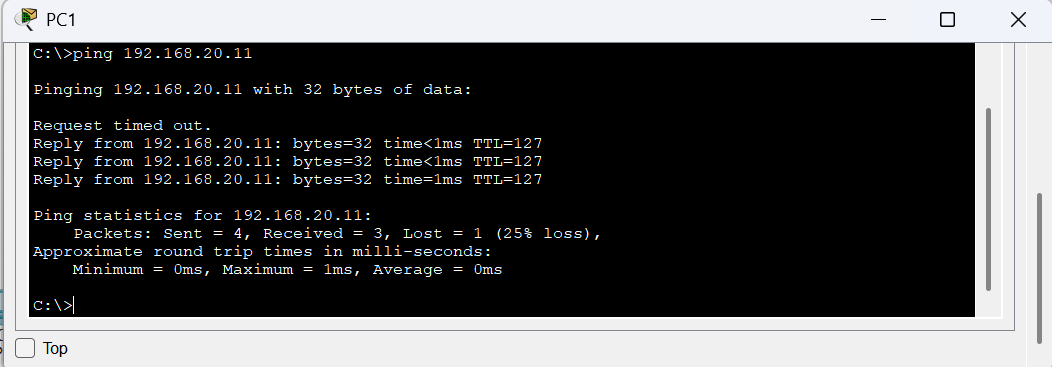 PC1
C:\>ping 192.168.20.11
Pinging 192.168.20.11 with 32 bytes of data:
Request timed out.
Reply from 192.168.20.11: bytes=32 time<1ms TTL=127
Reply from 192.168.20.11: bytes=32 time<1ms TTL=127
Reply from 192.168.20.11: bytes=32 time=1ms TTL=127
Ping statistics for 192.168.20.11:
    Packets: Sent = 4, Received = 3, Lost = 1 (25% loss),
Approximate round trip times in milli-seconds:
    Minimum = 0ms, Maximum = 1ms, Average = 0ms
C:\>
Top